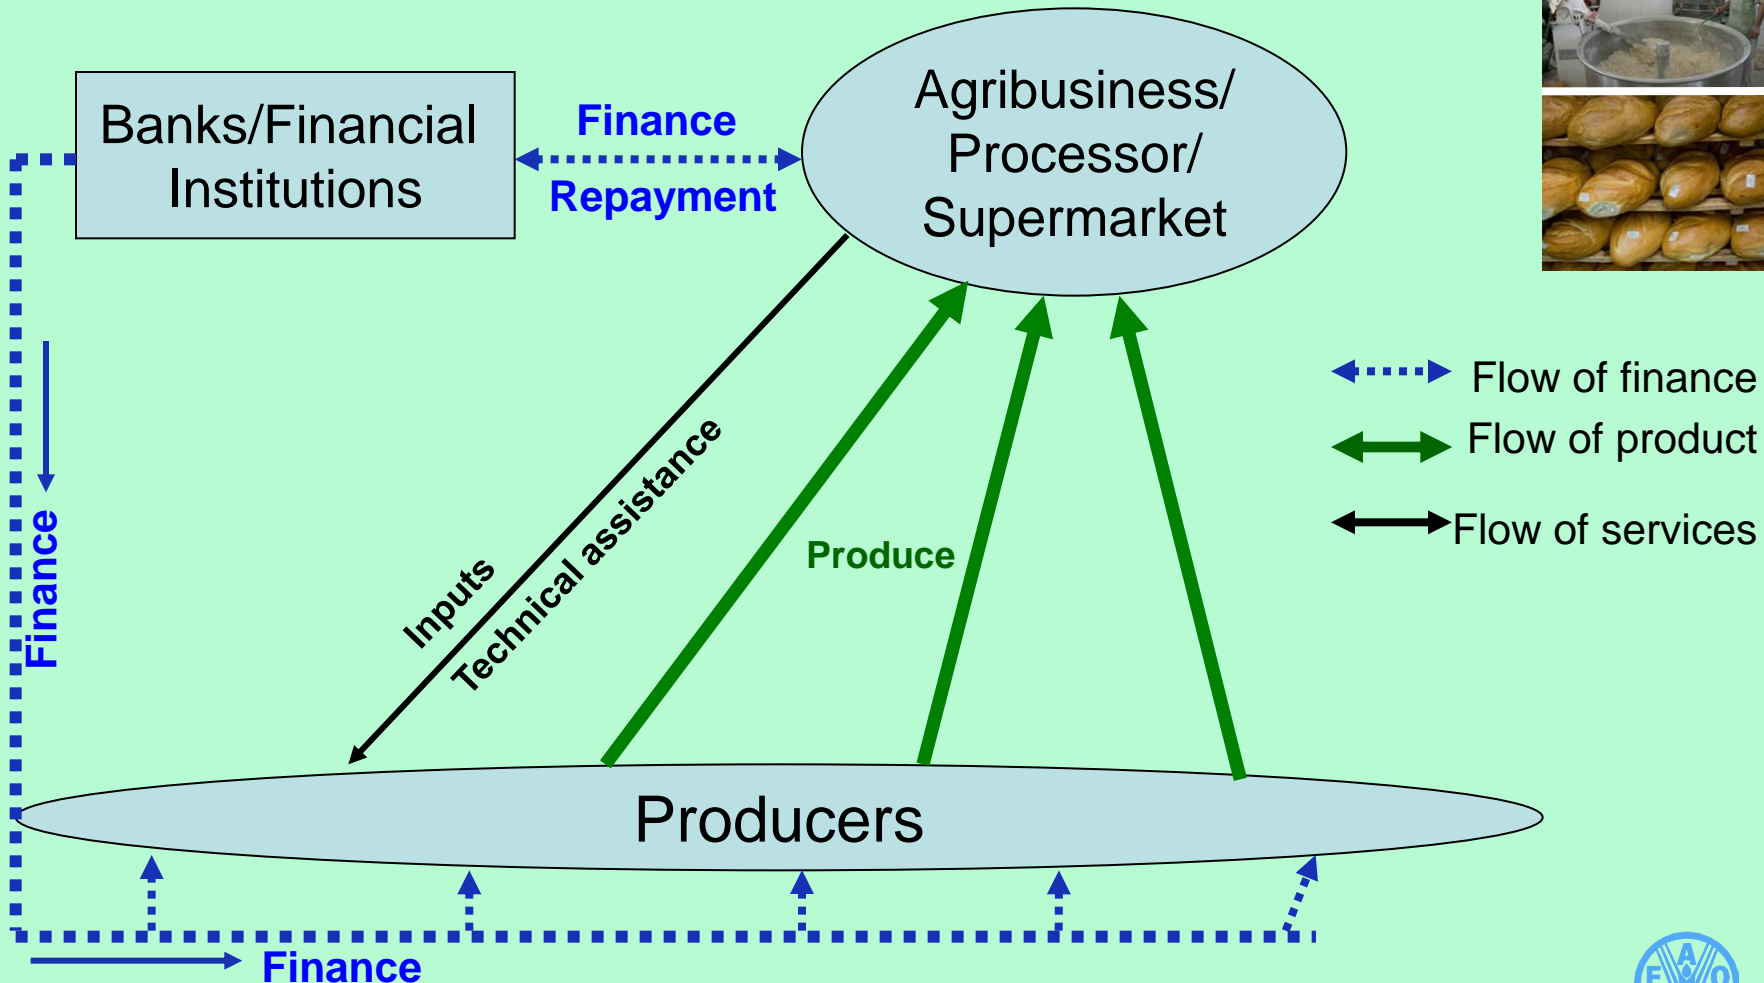 Banks/Financial
Institutions
Finance
Repayment
Agribusiness/
Processor/
Supermarket
Flow of finance
Flow of product
Flow of services
Finance
Inputs
Technical assistance
Produce
Producers
Finance
F A O